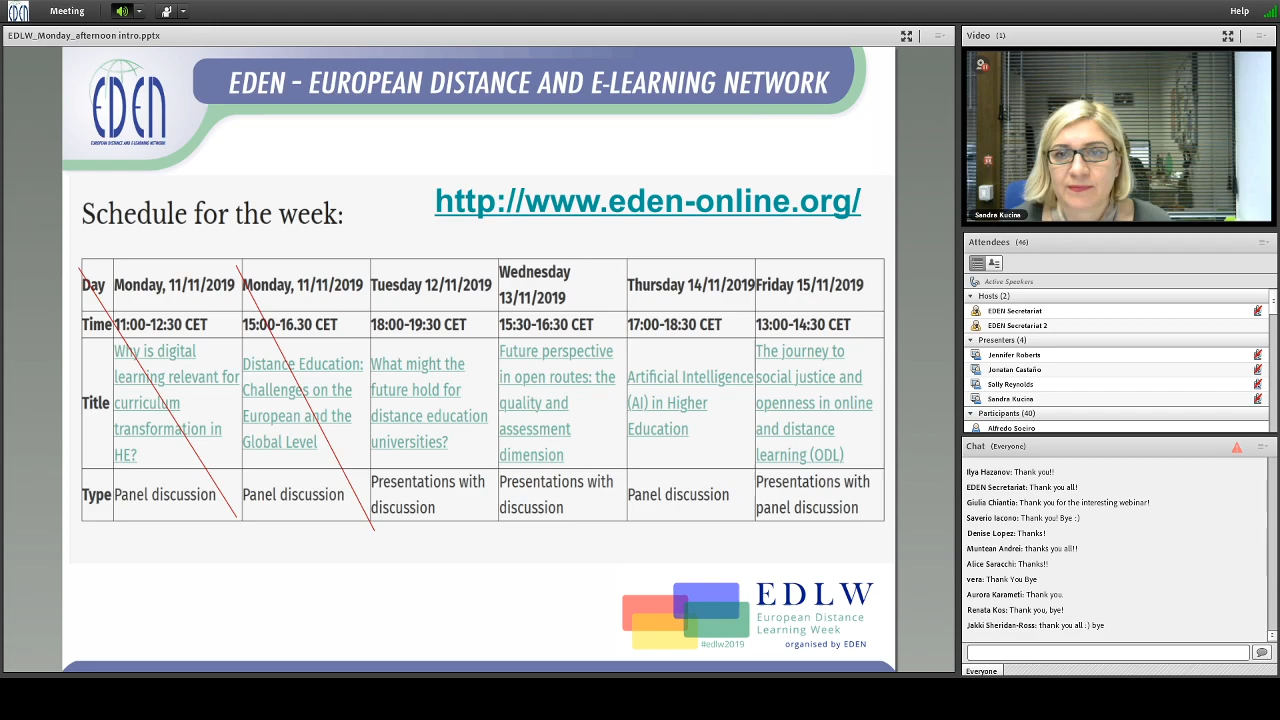 Meeting
Help
EDLW_Monday_afternoon intro.pptx
EDEN
EUROPEAN DISTANCE AND E-LEARNING NETWORK
EDEN – EUROPEAN DISTANCE AND E-LEARNING NETWORK
Schedule for the week:
http://www.eden-online.org/
Day
Monday, 11/11/2019
Monday, 11/11/2019
Tuesday 12/11/2019
Wednesday
13/11/2019
Thursday 14/11/2019
Friday 15/11/2019
Time
11:00-12:30 CET
15:00-16.30 CET
18:00-19:30 CET
15:30-16:30 CET
17:00-18:30 CET
13:00-14:30 CET
Title
Why is digital
learning relevant for
curriculum
transformation in
HE?
Distance Education:
Challenges on the
European and the
Global Level
What might the
future hold for
distance education
universities?
Future perspective
in open routes: the
quality and
assessment
dimension
Artificial Intelligence
(AI) in Higher
Education
The journey to
social justice and
openness in online
and distance
learning (ODL)
Type
Panel discussion
Panel discussion
Presentations with
discussion
Presentations with
discussion
Panel discussion
Presentations with
panel discussion
EDLW
European Distance
Learning Week
#edlw2019
organised by EDEN
Video (1)
Sandra Kucina
Attendees (46)
Active Speakers
Hosts (2)
EDEN Secretariat
EDEN Secretariat 2
Presenters (4)
Jennifer Roberts
Jonatan Castaño
Sally Reynolds
Sandra Kucina
Participants (40)
Alfredo Soeiro
Chat (Everyone)
Ilya Hazanov: Thank you!!
EDEN Secretariat: Thank you all!
Giulia Chiantia: Thank you for the interesting webinar!
Saverio Iacono: Thank you! Bye :)
Denise Lopez: Thanks!
Muntean Andrei: thanks you all!!
Alice Saracchi: Thanks!!
vera: Thank You Bye
Aurora Karameti: Thank you.
Renata Kos: Thank you, bye!
Jakki Sheridan-Ross: thank you all :) bye
Everyone